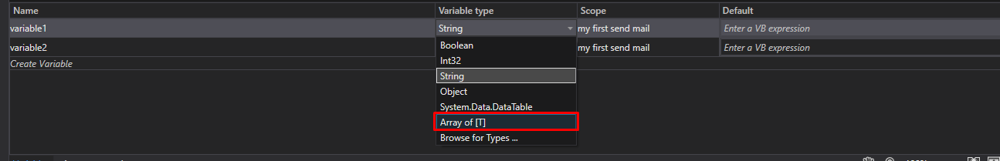 Name Variable type Scope Default
variable1 String my first send mail Enter a VB expression
variable2 Boolean my first send mail Enter a VB expression
Create Variable Int32
String
Object
System.Data.DataTable
Array of [T]
Browse for Types ...